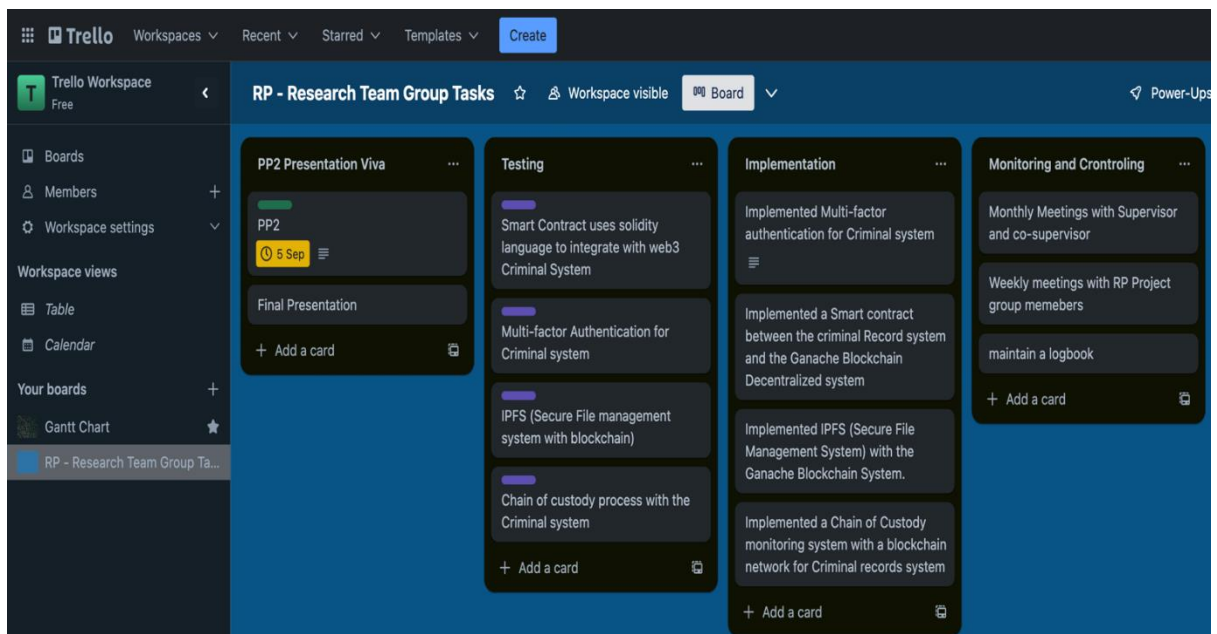 Trello
Workspaces
Recent
Starred
Templates
Create
T
Trello Workspace
Free
Boards
Members
Workspace settings
Workspace views
Table
Calendar
Your boards
Gantt Chart
RP - Research Team Group Ta...
RP - Research Team Group Tasks
Workspace visible
Board
Power-Ups
PP2 Presentation Viva
PP2
5 Sep
Final Presentation
+ Add a card
Testing
Smart Contract uses solidity
language to integrate with web3
Criminal System
Multi-factor Authentication for
Criminal system
IPFS (Secure File management
system with blockchain)
Chain of custody process with the
Criminal system
+ Add a card
Implementation
Implemented Multi-factor
authentication for Criminal system
Implemented a Smart contract
between the criminal Record system
and the Ganache Blockchain
Decentralized system
Implemented IPFS (Secure File
Management System) with the
Ganache Blockchain System.
Implemented a Chain of Custody
monitoring system with a blockchain
network for Criminal records system
+ Add a card
Monitoring and Crontroling
Monthly Meetings with Supervisor
and co-supervisor
Weekly meetings with RP Project
group memebers
maintain a logbook
+ Add a card